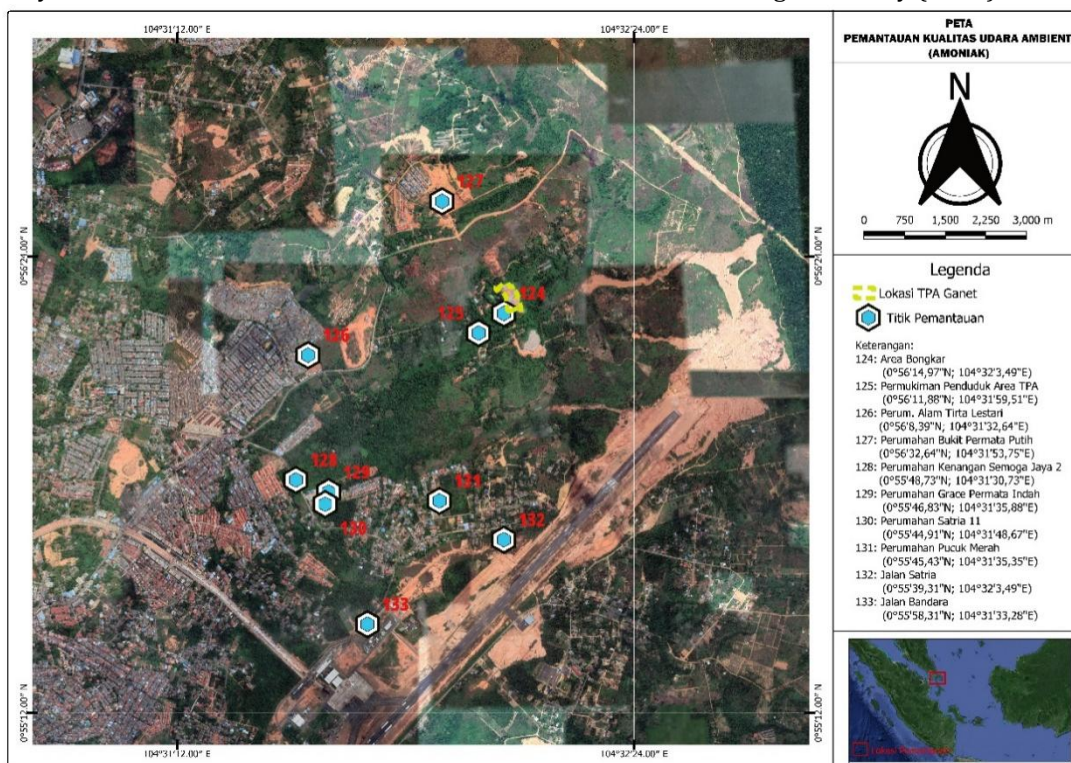 PETA
PEMANTAUAN KUALITAS UDARA AMBIENT
(AMONIAK)
N
0 750 1,500 2,250 3,000 m
Legenda
Lokasi TPA Ganet
Titik Pemantauan
Keterangan:
124: Area Bongkar
(0°56'14,97"N; 104°32'3,49"E)
125: Permukiman Penduduk Area TPA
(0°56'11,88"N; 104°31'59,51"E)
126: Perum. Alam Tirta Lestari
(0°56'8,39"N; 104°31'32,64"E)
127: Perumahan Bukit Permata Putih
(0°56'32,64"N; 104°31'53,75"E)
128: Perumahan Kenangan Semoga Jaya 2
(0°55'48,73"N; 104°31'30,73"E)
129: Perumahan Grace Permata Indah
(0°55'46,83"N; 104°31'35,88"E)
130: Perumahan Satria 11
(0°55'44,91"N; 104°31'48,67"E)
131: Perumahan Pucuk Merah
(0°55'45,43"N; 104°31'35,35"E)
132: Jalan Satria
(0°55'39,31"N; 104°32'3,49"E)
133: Jalan Bandara
(0°55'58,31"N; 104°31'33,28"E)
104°31'12.00" E
104°32'24.00" E
0°56'24.00" N
0°56'24.00" N
127
124
125
136
128
129
130
131
132
133
0°55'12.00" N
0°55'12.00" N
104°31'12.00" E
104°32'24.00" E